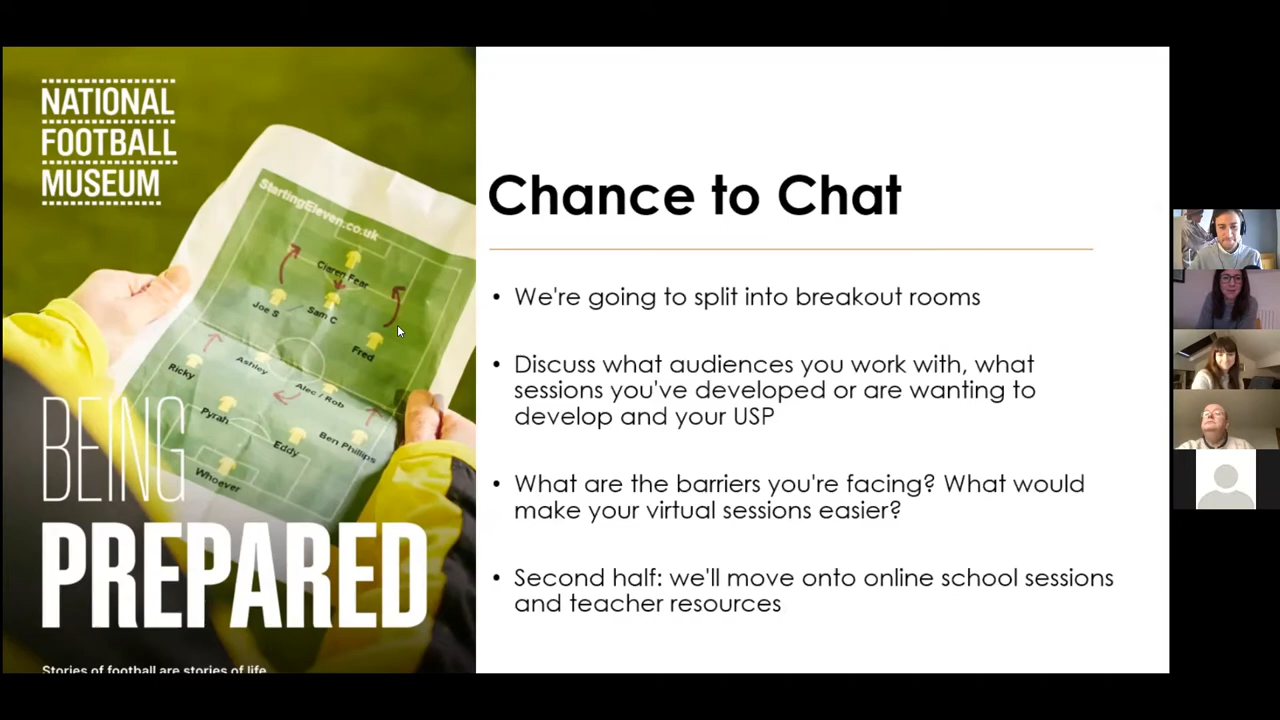 NATIONAL
FOOTBALL
MUSEUM
StartingEleven.co.uk
Ciaren Fear
Joe S
Sam C
Fred
Ricky
Ashley
Alec / Rob
Pyrah
Ben Phillips
Eddy
Whoever
BEING
PREPARED
Stories of football are stories of life
Chance to Chat
• We're going to split into breakout rooms
• Discuss what audiences you work with, what
sessions you've developed or are wanting to
develop and your USP
• What are the barriers you're facing? What would
make your virtual sessions easier?
• Second half: we'll move onto online school sessions
and teacher resources